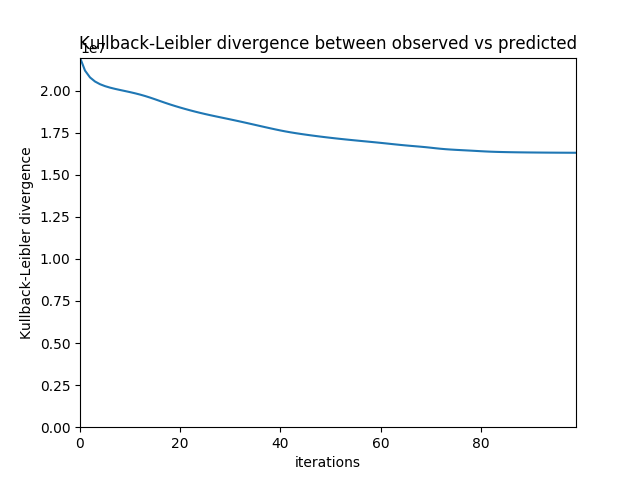 Kullback-Leibler divergence between observed vs predicted
1e7
2.00
1.75
1.50
1.25
1.00
0.75
0.50
0.25
0.00
Kullback-Leibler divergence
0 20 40 60 80
iterations